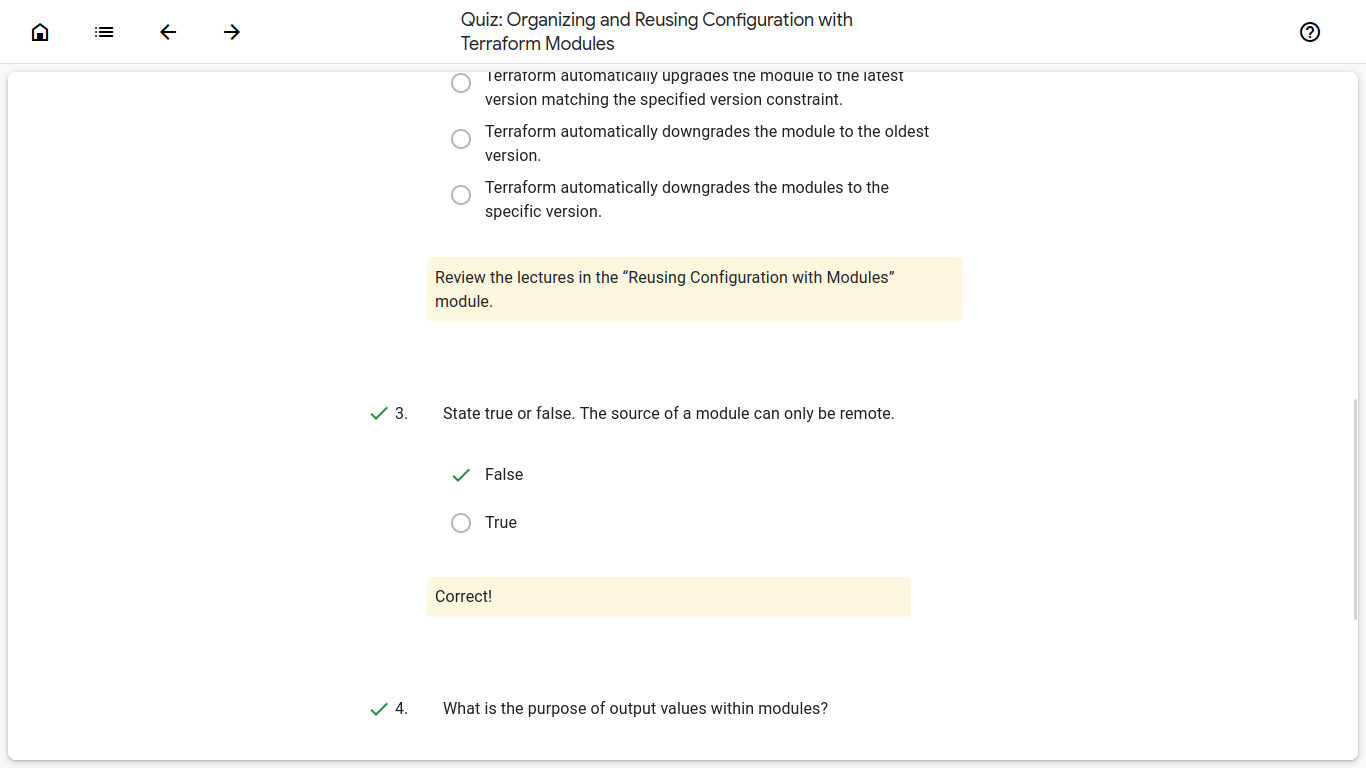 Quiz: Organizing and Reusing Configuration with
Terraform Modules
Terraform automatically upgrades the module to the latest
version matching the specified version constraint.
Terraform automatically downgrades the module to the oldest
version.
Terraform automatically downgrades the modules to the
specific version.
Review the lectures in the “Reusing Configuration with Modules”
module.
3. State true or false. The source of a module can only be remote.
False
True
Correct!
4. What is the purpose of output values within modules?